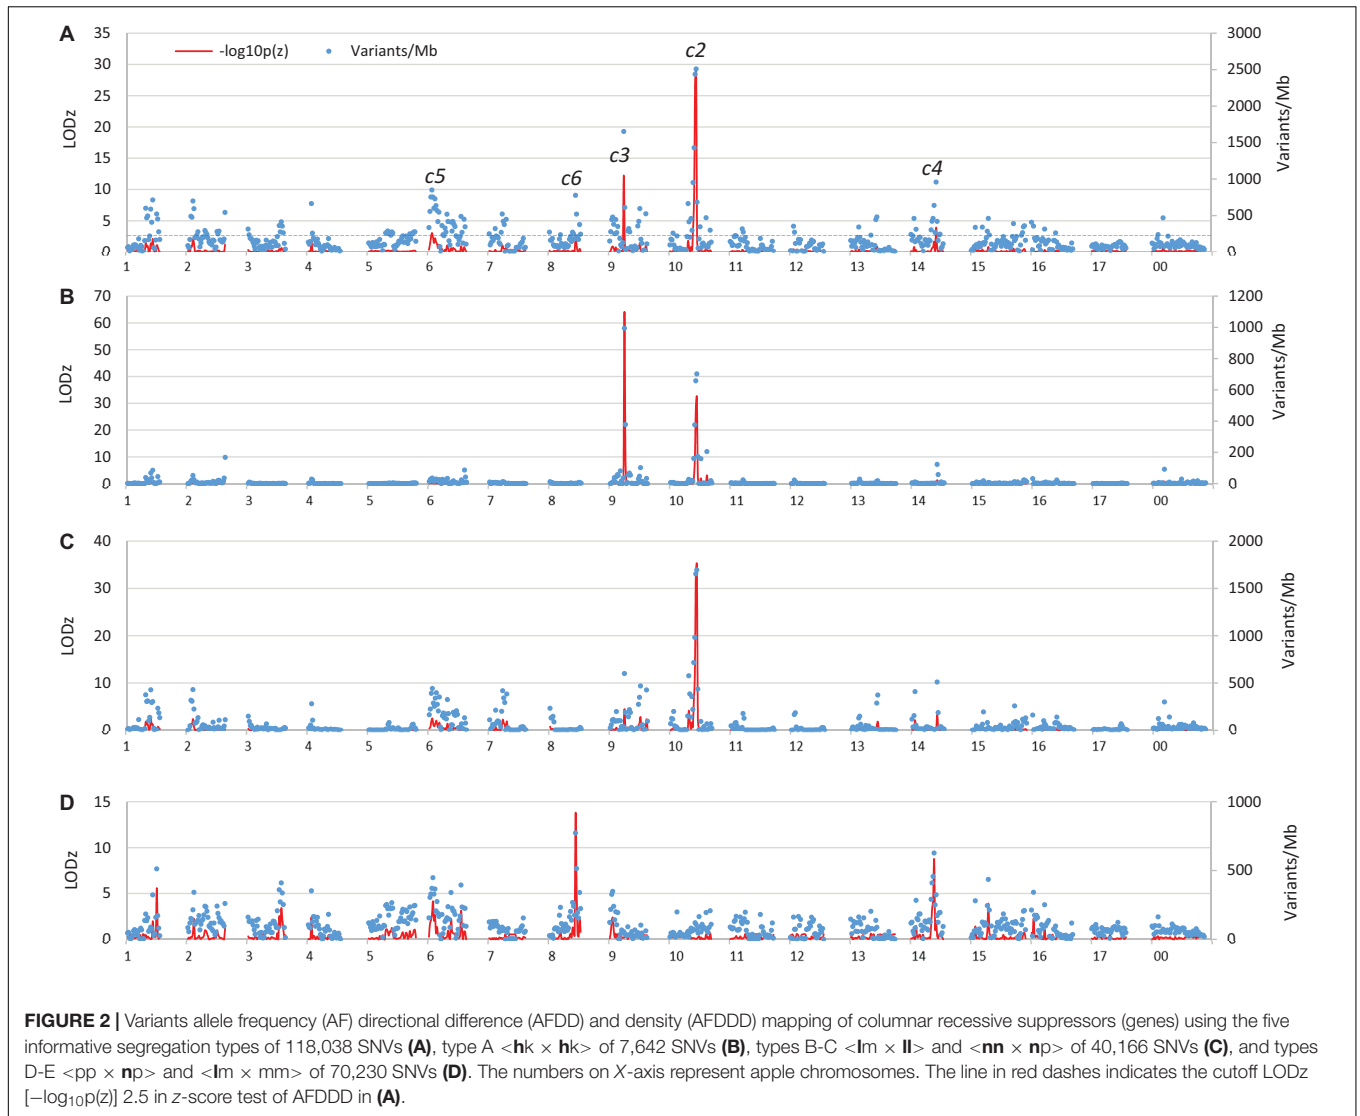 A
-log10p(z)
Variants/Mb
c2
c3
c4
c5
c6
LODz
35
30
25
20
15
10
5
0
3000
2500
2000
1500
1000
500
0
Variants/Mb
1 2 3 4 5 6 7 8 9 10 11 12 13 14 15 16 17 00
B
LODz
70
60
50
40
30
20
10
0
1200
1000
800
600
400
200
0
Variants/Mb
1 2 3 4 5 6 7 8 9 10 11 12 13 14 15 16 17 00
C
LODz
40
30
20
10
0
2000
1500
1000
500
0
Variants/Mb
1 2 3 4 5 6 7 8 9 10 11 12 13 14 15 16 17 00
D
LODz
15
10
5
0
1000
500
0
Variants/Mb
1 2 3 4 5 6 7 8 9 10 11 12 13 14 15 16 17 00
FIGURE 2 | Variants allele frequency (AF) directional difference (AFDD) and density (AFDDD) mapping of columnar recessive suppressors (genes) using the five
informative segregation types of 118,038 SNVs (A), type A <hk × hk> of 7,642 SNVs (B), types B-C <lm × ll> and <nn × np> of 40,166 SNVs (C), and types
D-E <pp × np> and <lm × mm> of 70,230 SNVs (D). The numbers on X-axis represent apple chromosomes. The line in red dashes indicates the cutoff LODz
[−log₁₀p(z)] 2.5 in z-score test of AFDDD in (A).